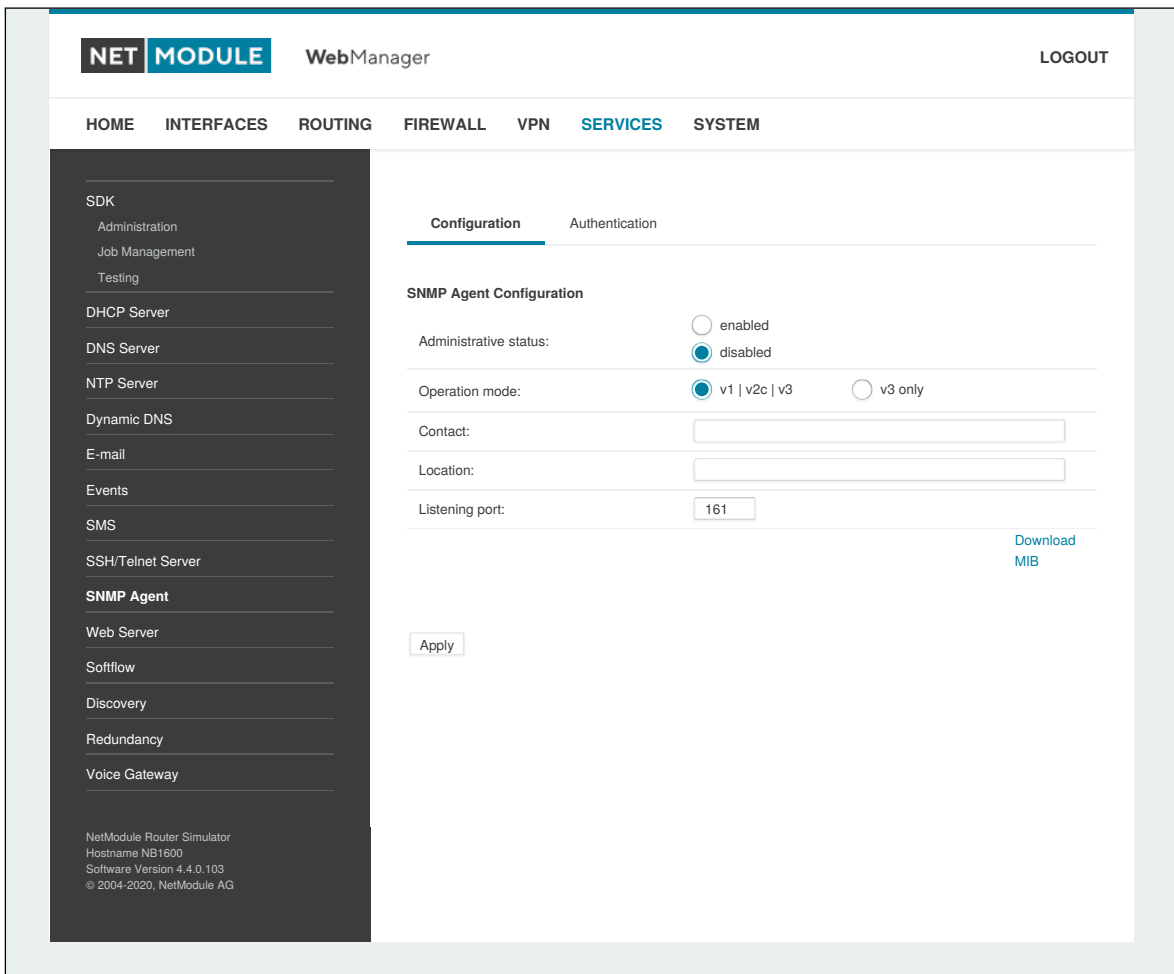 NET MODULE WebManager LOGOUT
HOME INTERFACES ROUTING FIREWALL VPN SERVICES SYSTEM
SDK
Administration
Job Management
Testing
DHCP Server
DNS Server
NTP Server
Dynamic DNS
E-mail
Events
SMS
SSH/Telnet Server
SNMP Agent
Web Server
Softflow
Discovery
Redundancy
Voice Gateway
NetModule Router Simulator
Hostname NB1600
Software Version 4.4.0.103
© 2004-2020, NetModule AG
Configuration Authentication
SNMP Agent Configuration
Administrative status:
enabled
disabled
Operation mode: v1 | v2c | v3 v3 only
Contact:
Location:
Listening port: 161
Download
MIB
Apply